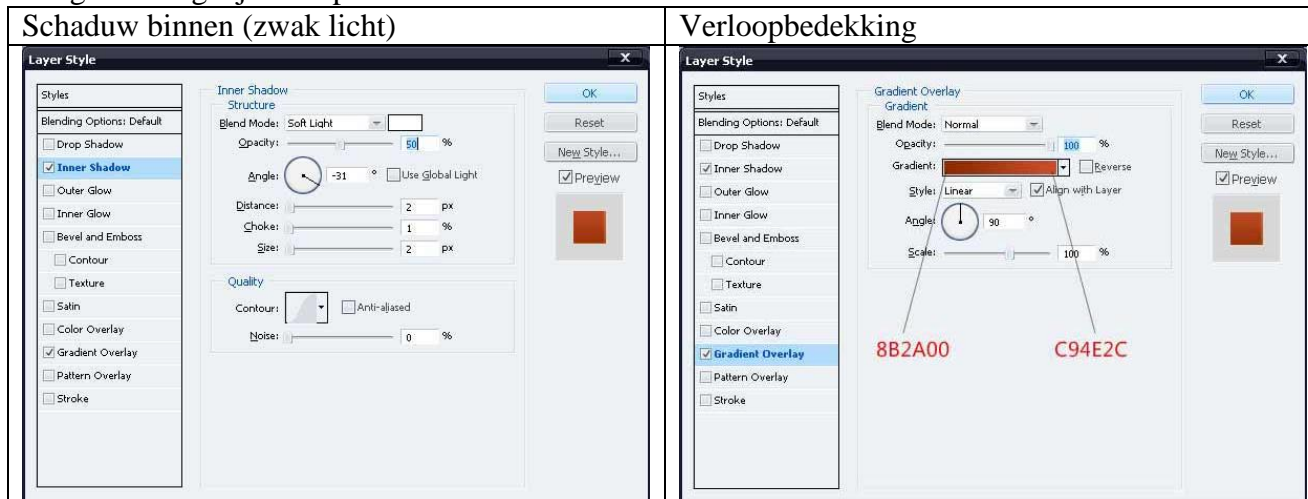 Schaduw binnen (zwak licht)
Layer Style
X
Styles
Blending Options: Default
Drop Shadow
Inner Shadow
Outer Glow
Inner Glow
Bevel and Emboss
Contour
Texture
Satin
Color Overlay
Gradient Overlay
Pattern Overlay
Stroke
Inner Shadow
Structure
Blend Mode: Soft Light
Opacity: 50 %
Angle: -31 ° Use Global Light
Distance: 2 px
Choke: 1 %
Size: 2 px
Quality
Contour: Anti-aliased
Noise: 0 %
OK
Reset
New Style...
Preview
Verloopbedekking
Layer Style
X
Styles
Blending Options: Default
Drop Shadow
Inner Shadow
Outer Glow
Inner Glow
Bevel and Emboss
Contour
Texture
Satin
Color Overlay
Gradient Overlay
Pattern Overlay
Stroke
Gradient Overlay
Gradient
Blend Mode: Normal
Opacity: 100 %
Gradient: Reverse
Style: Linear Align with Layer
Angle: 90 °
Scale: 100 %
8B2A00 C94E2C
OK
Reset
New Style...
Preview